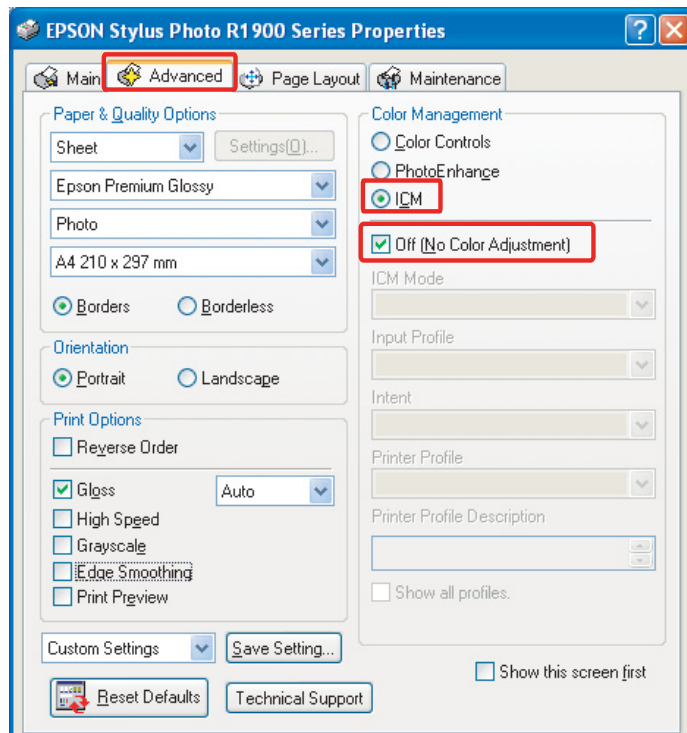 EPSON Stylus Photo R1900 Series Properties
Main
Advanced
Page Layout
Maintenance
Paper & Quality Options
Sheet
Settings(O)...
Epson Premium Glossy
Photo
A4 210 x 297 mm
Borders
Borderless
Orientation
Portrait
Landscape
Print Options
Reverse Order
Gloss
Auto
High Speed
Grayscale
Edge Smoothing
Print Preview
Custom Settings
Save Setting...
Reset Defaults
Technical Support
Color Management
Color Controls
PhotoEnhance
ICM
Off (No Color Adjustment)
ICM Mode
Input Profile
Intent
Printer Profile
Printer Profile Description
Show all profiles.
Show this screen first